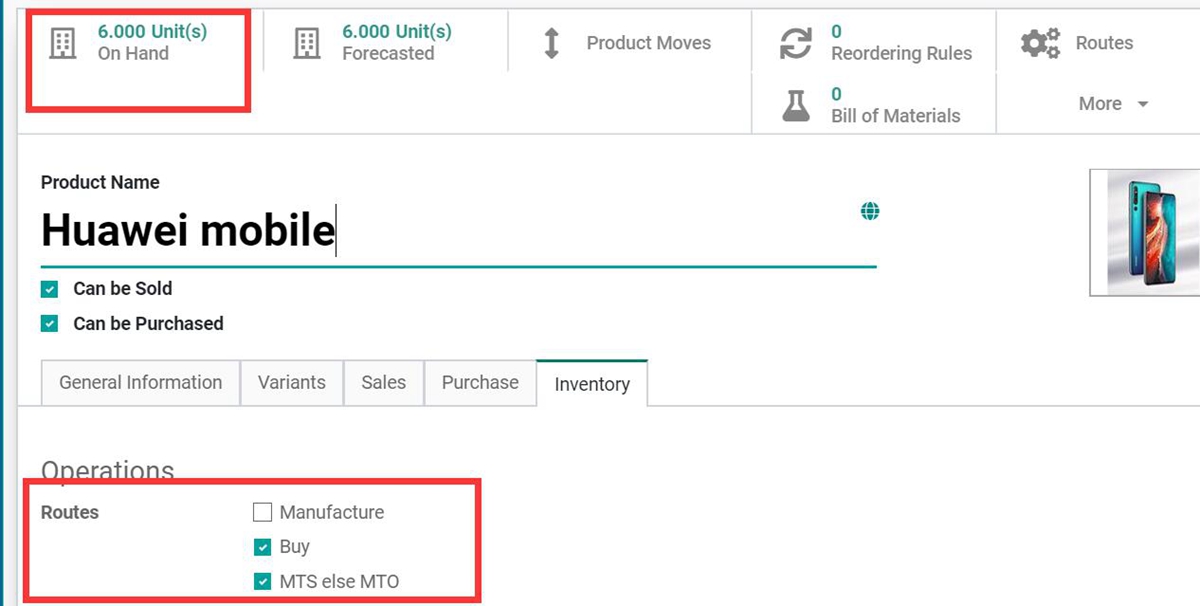 6.000 Unit(s)
On Hand
6.000 Unit(s)
Forecasted
Product Moves
0
Reordering Rules
Routes
0
Bill of Materials
More
Product Name
Huawei mobile
Can be Sold
Can be Purchased
General Information
Variants
Sales
Purchase
Inventory
Operations
Routes
Manufacture
Buy
MTS else MTO